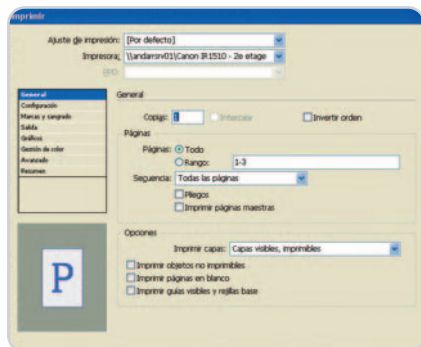 Imprimir
Ajuste de impresión: [Por defecto]
Impresora: \\andarrsrv01\Canon IR1510 - 2e etage
PPD:
General
Configuración
Marcas y sangrado
Salida
Gráficos
Gestión de color
Avanzado
Resumen
General
Copias: 1 Intercalar Invertir orden
Páginas
Páginas: Todo
Rango: 1-3
Secuencia: Todas las páginas
Pliegos
Imprimir páginas maestras
P
Opciones
Imprimir capas: Capas visibles, imprimibles
Imprimir objetos no imprimibles
Imprimir páginas en blanco
Imprimir guías visibles y rejillas base